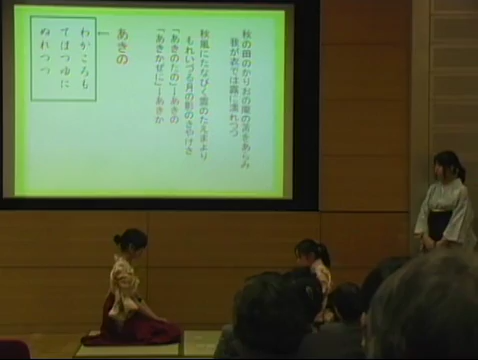 秋の田のかりおの庵の苫をあらみ
我が衣では露に濡れつつ
秋風にたなびく雲のたえまより
もれいづる月の影のさやけさ
「あきのたの」―あきの
「あきかぜに」―あきか
あきの
わかころも
てはつゆに
ぬれつつ